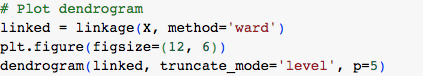 # Plot dendrogram
linked = linkage(X, method='ward')
plt.figure(figsize=(12, 6))
dendrogram(linked, truncate_mode='level', p=5)